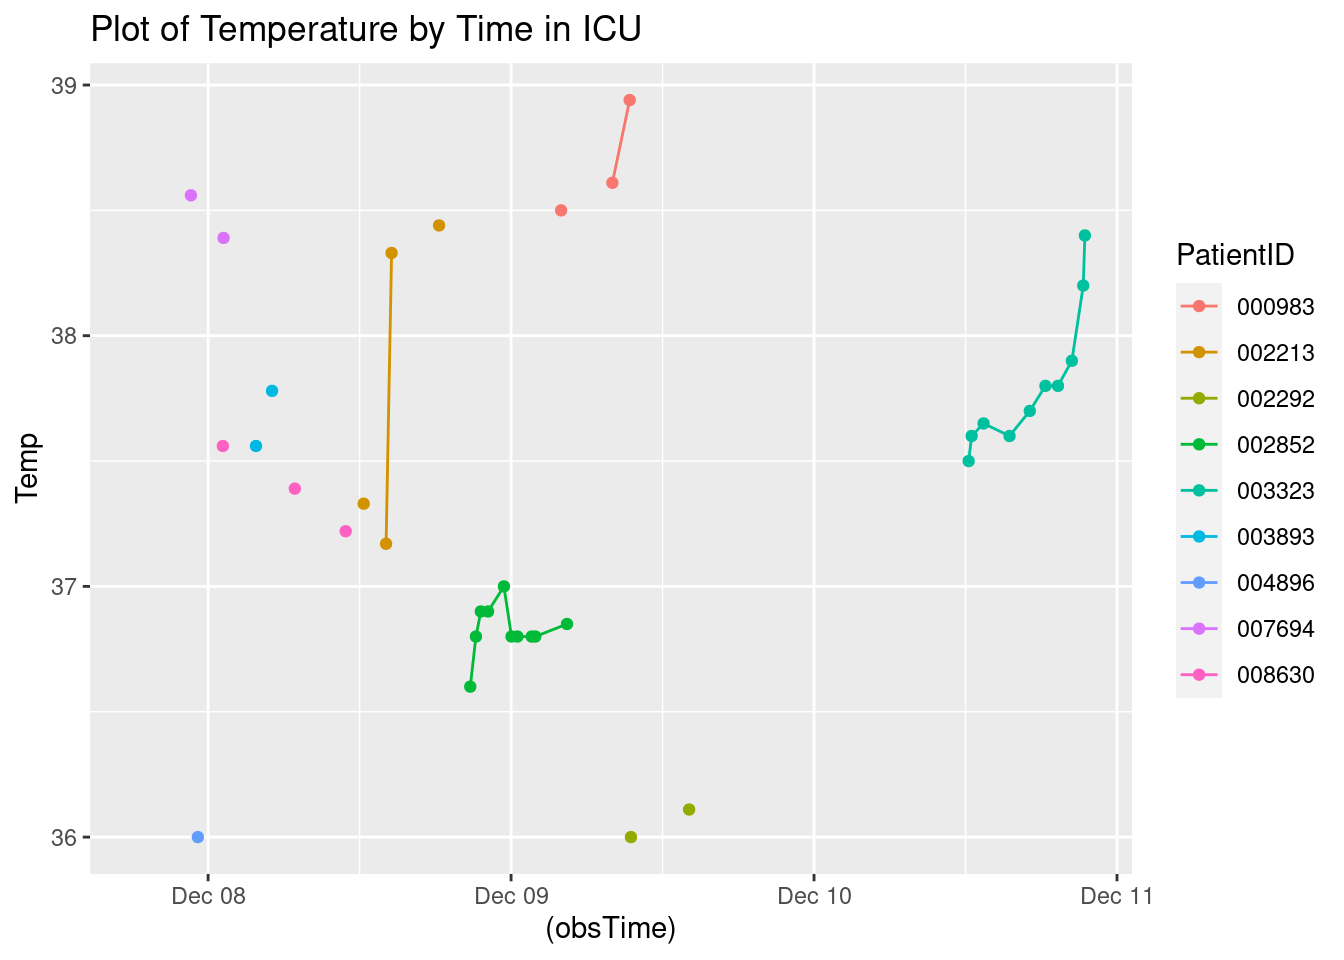 Plot of Temperature by Time in ICU
39
38
37
36
Temp
Dec 08
Dec 09
Dec 10
Dec 11
(obsTime)
PatientID
000983
002213
002292
002852
003323
003893
004896
007694
008630